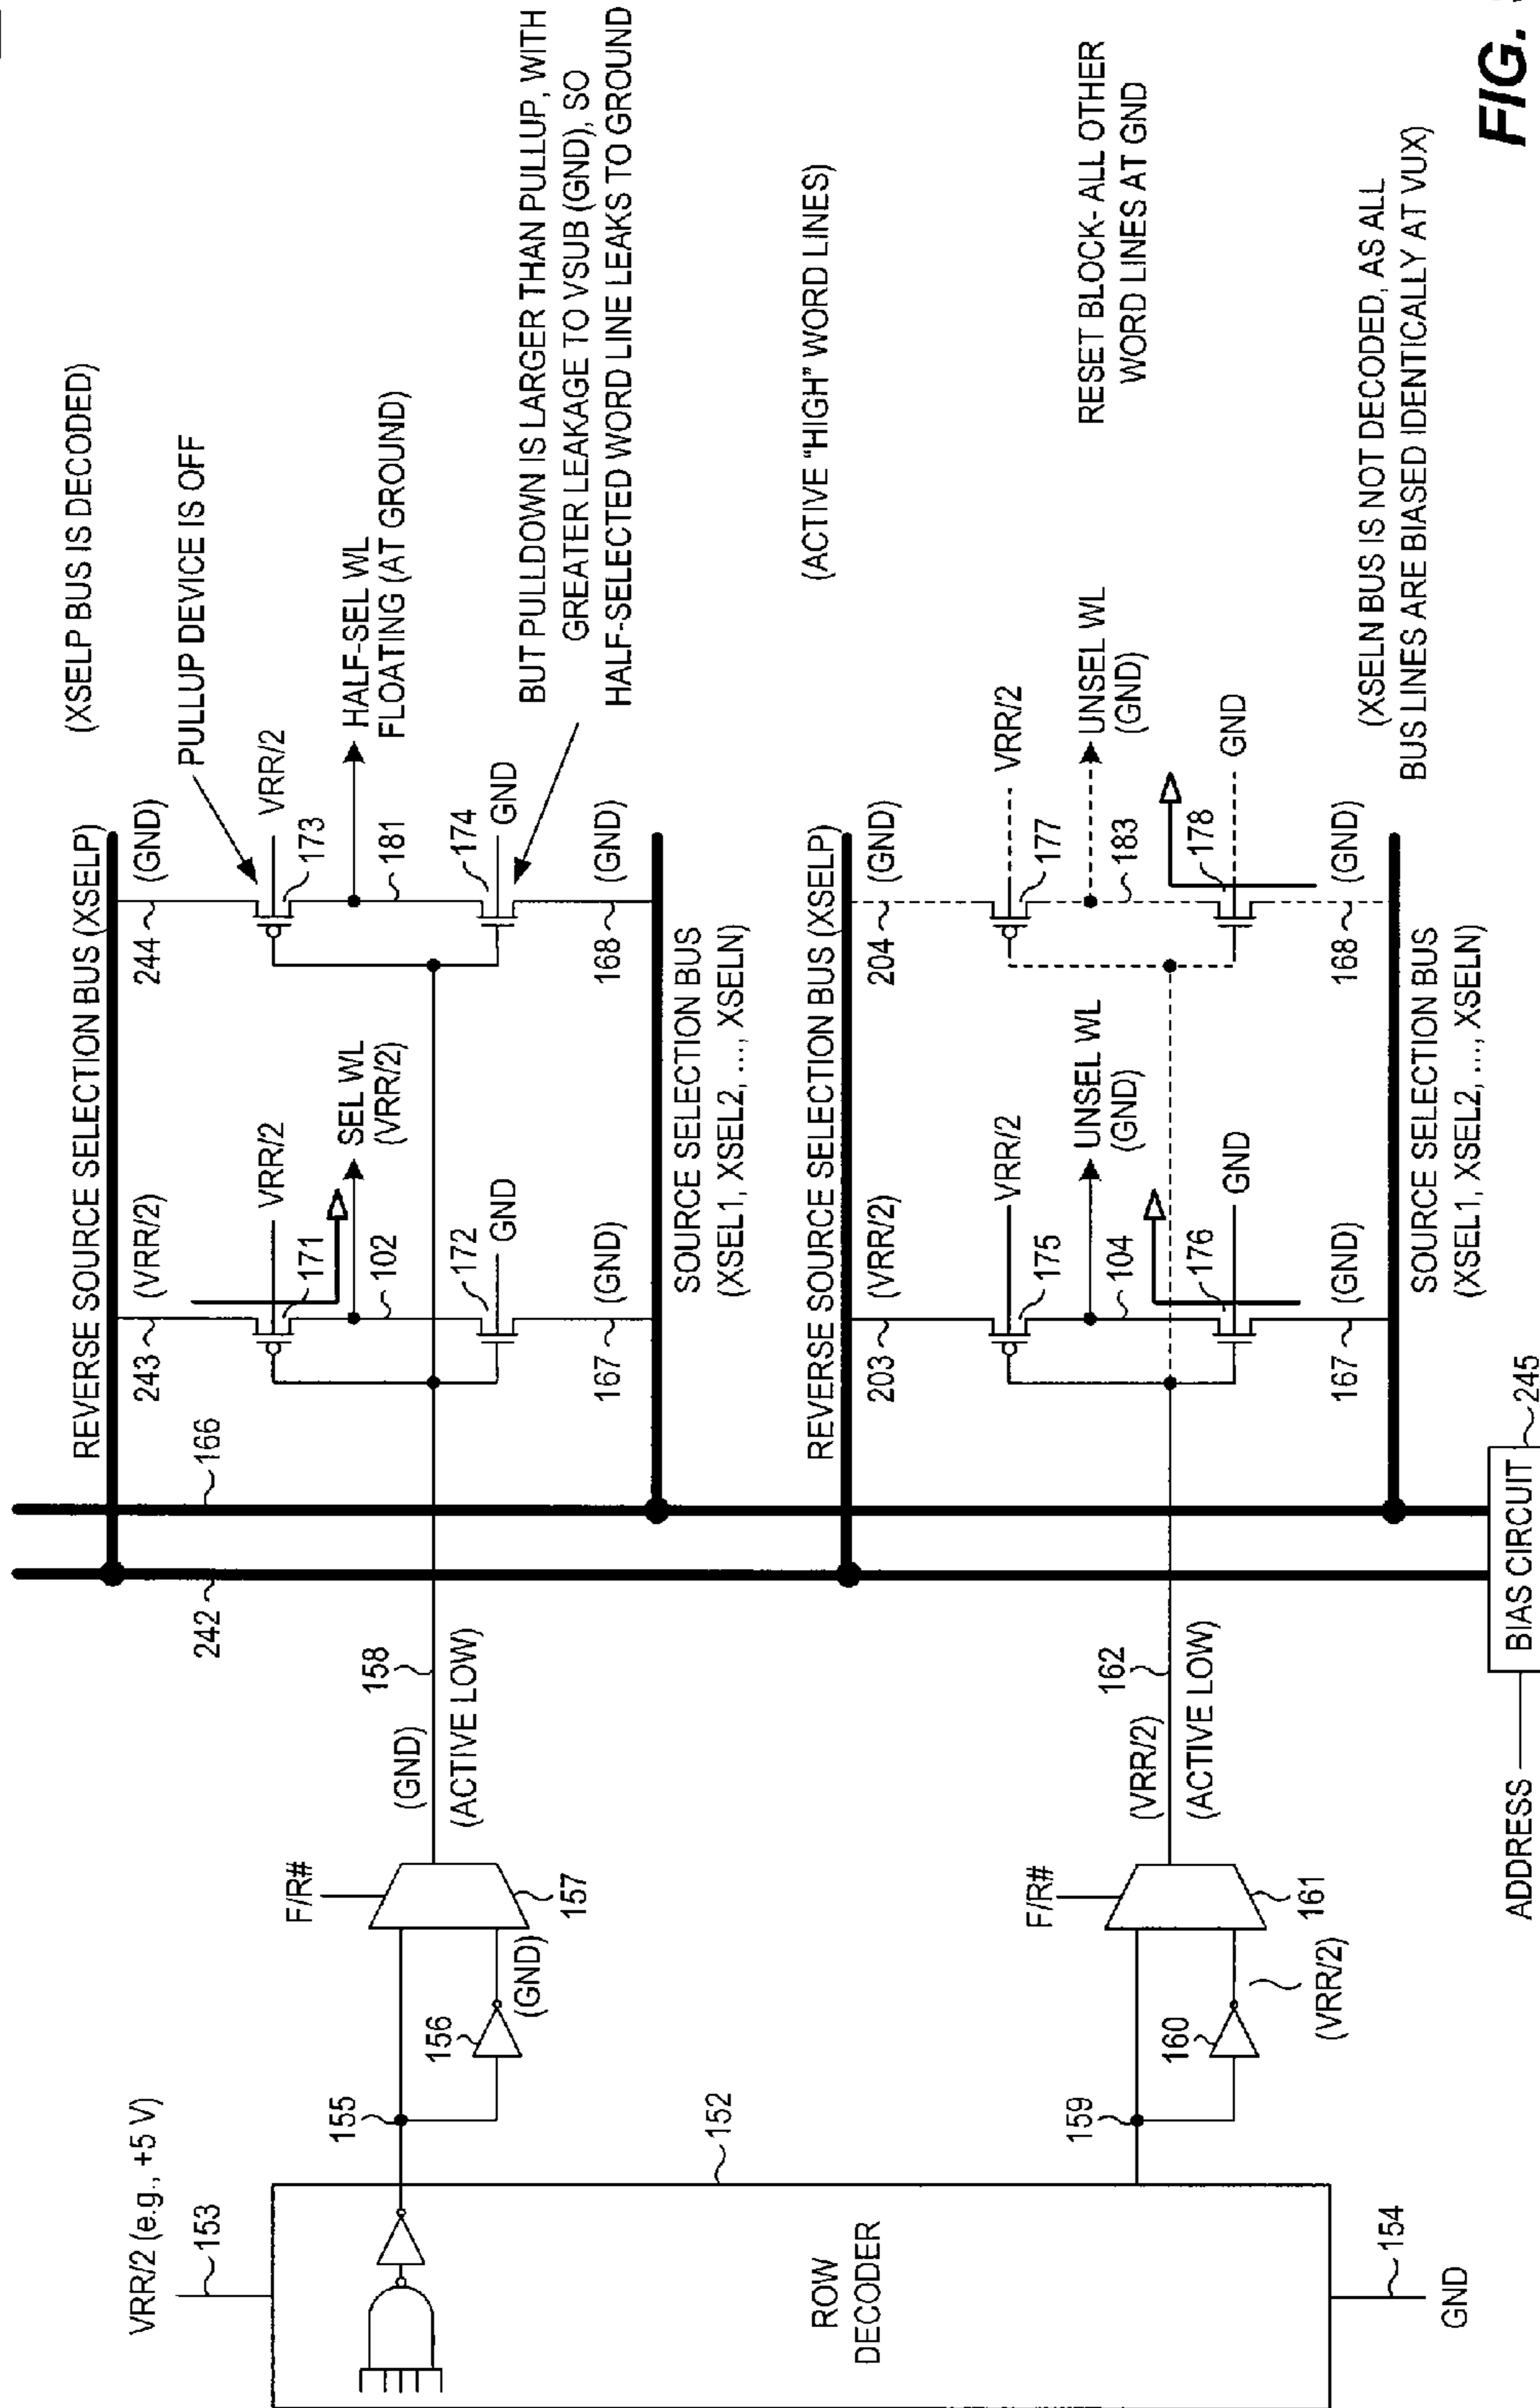 (XSELP BUS IS DECODED)
REVERSE SOURCE SELECTION BUS (XSELP)
PULLUP DEVICE IS OFF
242
166
243
(VRR/2)
244
(GND)
VRR/2
171
VRR/2
173
SEL WL
(VRR/2)
HALF-SEL WL
FLOATING (AT GROUND)
102
181
172
GND
174
GND
BUT PULLDOWN IS LARGER THAN PULLUP, WITH
GREATER LEAKAGE TO VSUB (GND), SO
HALF-SELECTED WORD LINE LEAKS TO GROUND
167
(GND)
168
(GND)
SOURCE SELECTION BUS
(XSEL1, XSEL2, ..., XSELN)
VRR/2 (e.g., +5 V)
153
155
156
(GND)
F/R#
157
(GND)
158
(ACTIVE LOW)
152
ROW
DECODER
(ACTIVE "HIGH" WORD LINES)
REVERSE SOURCE SELECTION BUS (XSELP)
203
(VRR/2)
204
(GND)
VRR/2
175
VRR/2
177
UNSEL WL
(GND)
UNSEL WL
(GND)
RESET BLOCK- ALL OTHER
WORD LINES AT GND
104
183
176
GND
178
GND
167
(GND)
168
(GND)
SOURCE SELECTION BUS
(XSEL1, XSEL2, ..., XSELN)
(XSELN BUS IS NOT DECODED, AS ALL
BUS LINES ARE BIASED IDENTICALLY AT VUX)
159
160
(VRR/2)
F/R#
161
(VRR/2)
162
(ACTIVE LOW)
154
GND
ADDRESS
BIAS CIRCUIT
245
FIG.